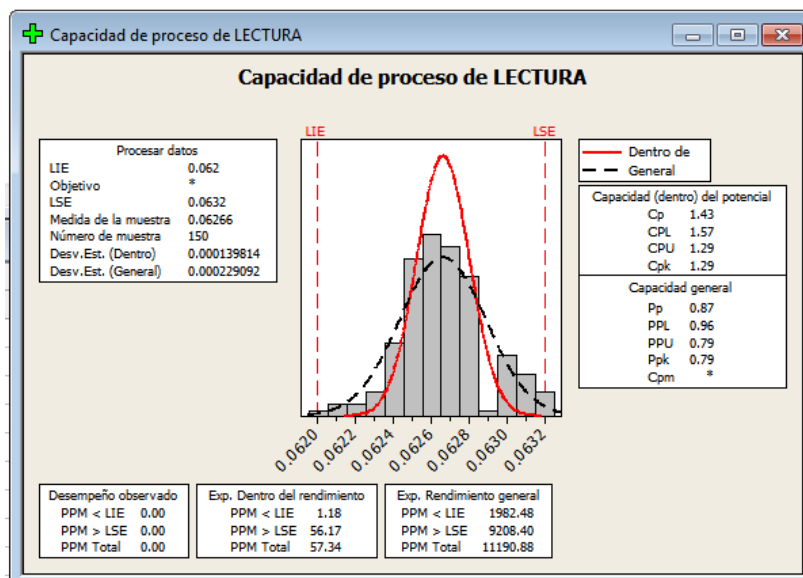 Capacidad de proceso de LECTURA
Capacidad de proceso de LECTURA
Procesar datos
LIE 0.062
Objetivo *
LSE 0.0632
Medida de la muestra 0.06266
Número de muestra 150
Desv.Est. (Dentro) 0.000139814
Desv.Est. (General) 0.000229092
LIE LSE
0.0620 0.0622 0.0624 0.0626 0.0628 0.0630 0.0632
Dentro de
General
Capacidad (dentro) del potencial
Cp 1.43
CPL 1.57
CPU 1.29
Cpk 1.29
Capacidad general
Pp 0.87
PPL 0.96
PPU 0.79
Ppk 0.79
Cpm *
Desempeño observado
PPM < LIE 0.00
PPM > LSE 0.00
PPM Total 0.00
Exp. Dentro del rendimiento
PPM < LIE 1.18
PPM > LSE 56.17
PPM Total 57.34
Exp. Rendimiento general
PPM < LIE 1982.48
PPM > LSE 9208.40
PPM Total 11190.88